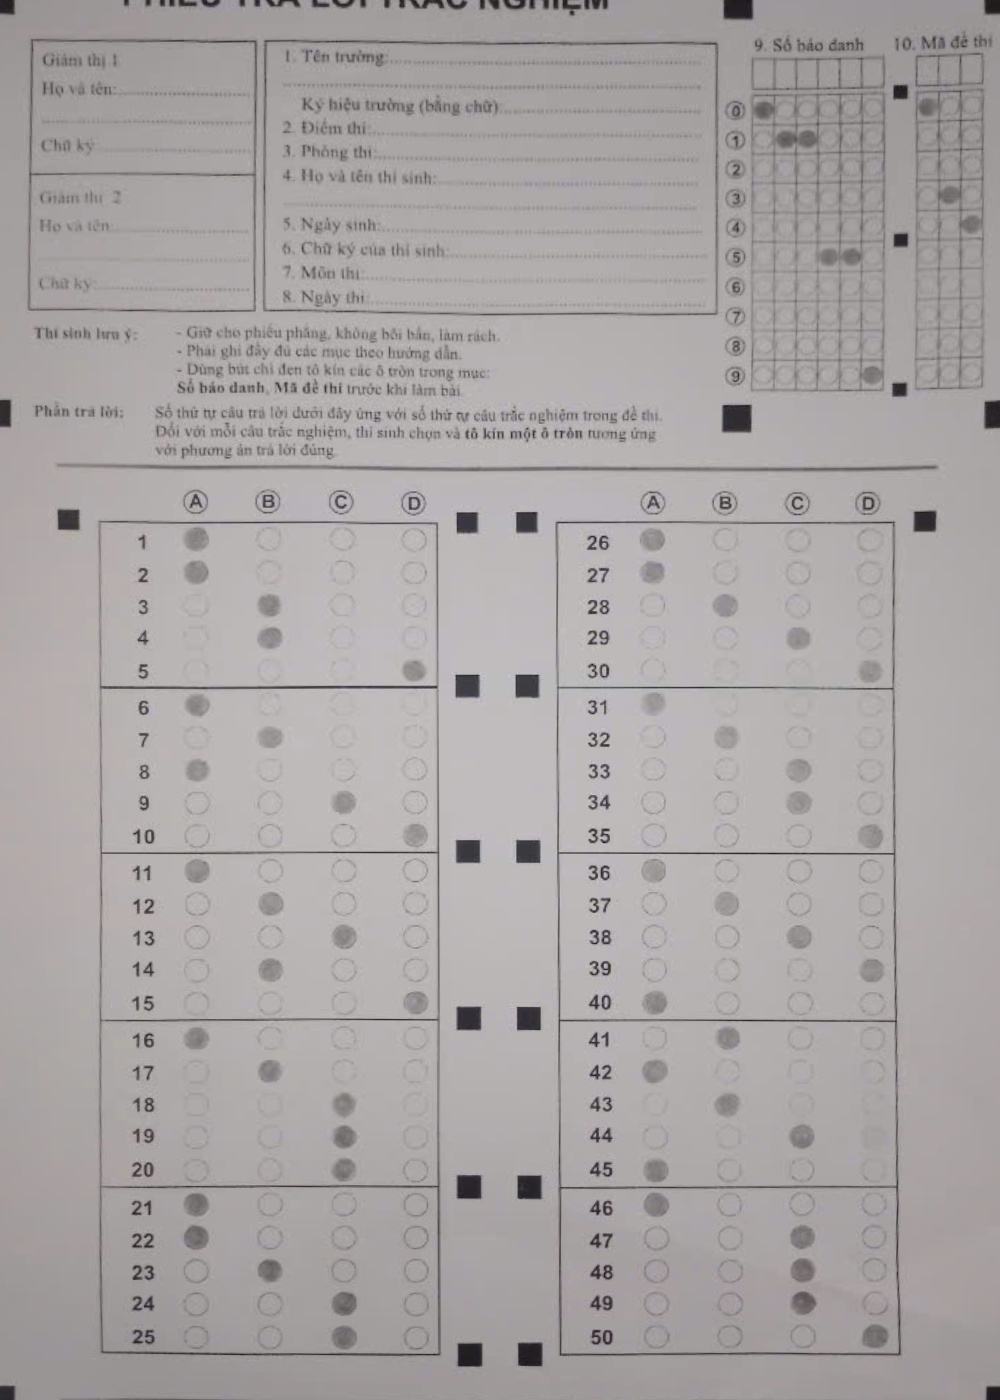 PHIẾU TRẢ LỜI TRẮC NGHIỆM
Giám thị 1
Họ và tên:
Chữ ký:
Giám thị 2
Họ và tên:
Chữ ký:
1. Tên trường:
Ký hiệu trường (bằng chữ):
2. Điểm thi:
3. Phòng thi:
4. Họ và tên thí sinh:
5. Ngày sinh:
6. Chữ ký của thí sinh:
7. Môn thi:
8. Ngày thi:
9. Số báo danh
10. Mã đề thi
0
1
2
3
4
5
6
7
8
9
Thí sinh lưu ý:
- Giữ cho phiếu phẳng, không bôi bẩn, làm rách.
- Phải ghi đầy đủ các mục theo hướng dẫn.
- Dùng bút chì đen tô kín các ô tròn trong mục:
Số báo danh, Mã đề thi trước khi làm bài.
Phần trả lời:
Số thứ tự câu trả lời dưới đây ứng với số thứ tự câu trắc nghiệm trong đề thi.
Đối với mỗi câu trắc nghiệm, thí sinh chọn và tô kín một ô tròn tương ứng
với phương án trả lời đúng.
A B C D
1
2
3
4
5
6
7
8
9
10
11
12
13
14
15
16
17
18
19
20
21
22
23
24
25
A B C D
26
27
28
29
30
31
32
33
34
35
36
37
38
39
40
41
42
43
44
45
46
47
48
49
50